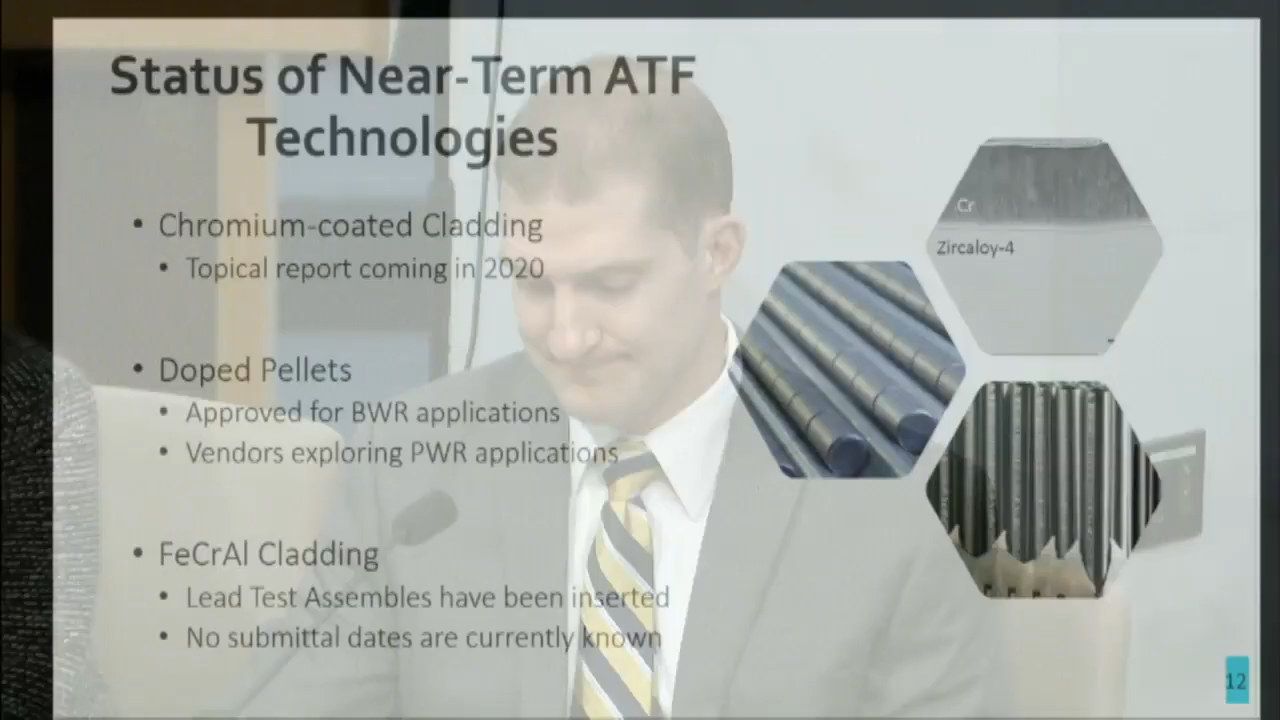 Status of Near-Term ATF
Technologies
• Chromium-coated Cladding
• Topical report coming in 2020
• Doped Pellets
• Approved for BWR applications
• Vendors exploring PWR applications
• FeCrAl Cladding
• Lead Test Assembles have been inserted
• No submittal dates are currently known
Cr
Zircaloy-4
12